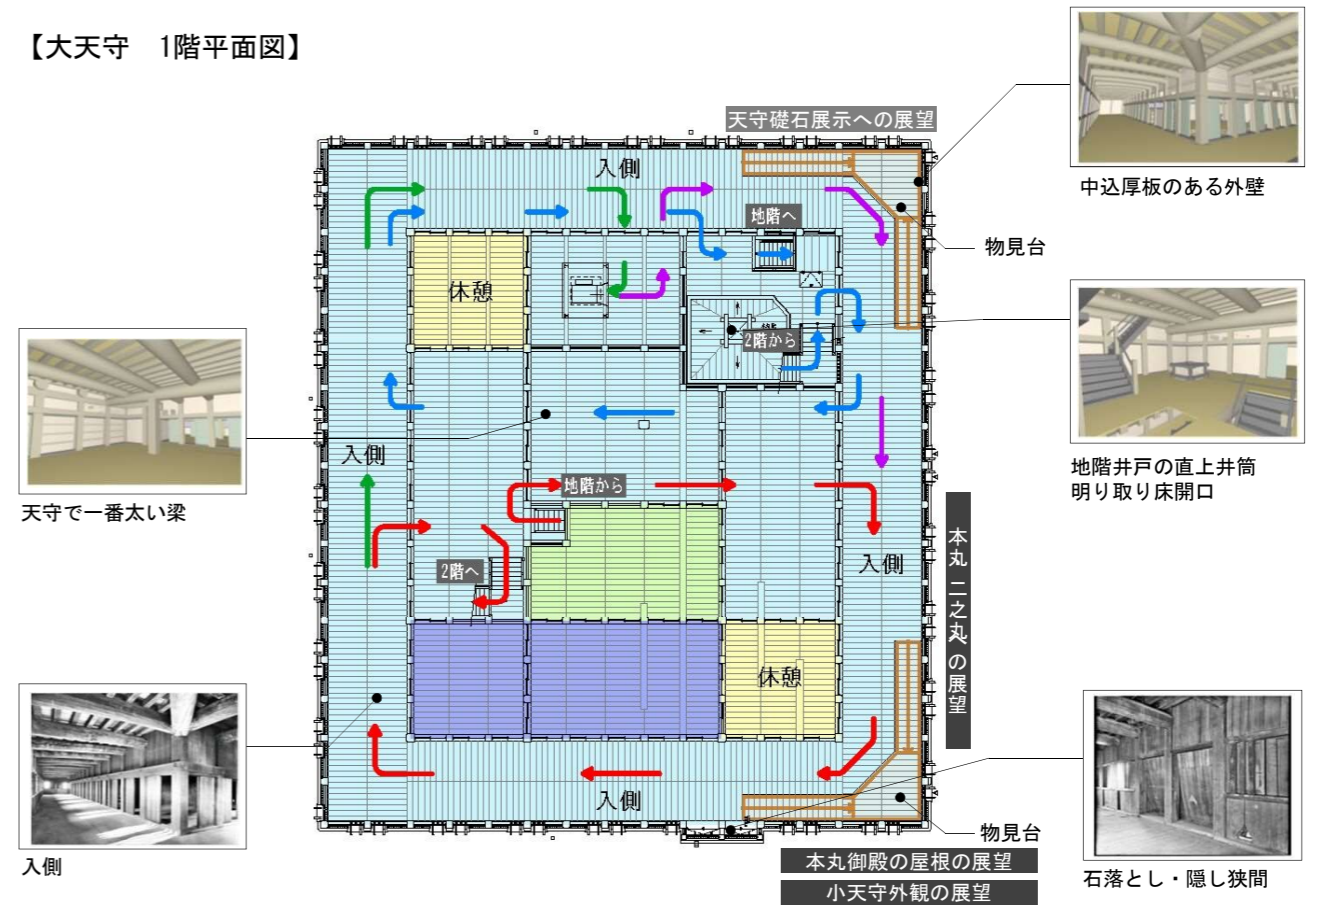 【大天守　1階平面図】
天守礎石展示への展望
中込厚板のある外壁
入側
地階へ
物見台
休憩
2階から
地階井戸の直上井筒
明り取り床開口
入側
天守で一番太い梁
地階から
2階へ
入側
本丸 二之丸への展望
休憩
入側
入側
物見台
本丸御殿の屋根の展望
小天守外観の展望
石落とし・隠し狭間